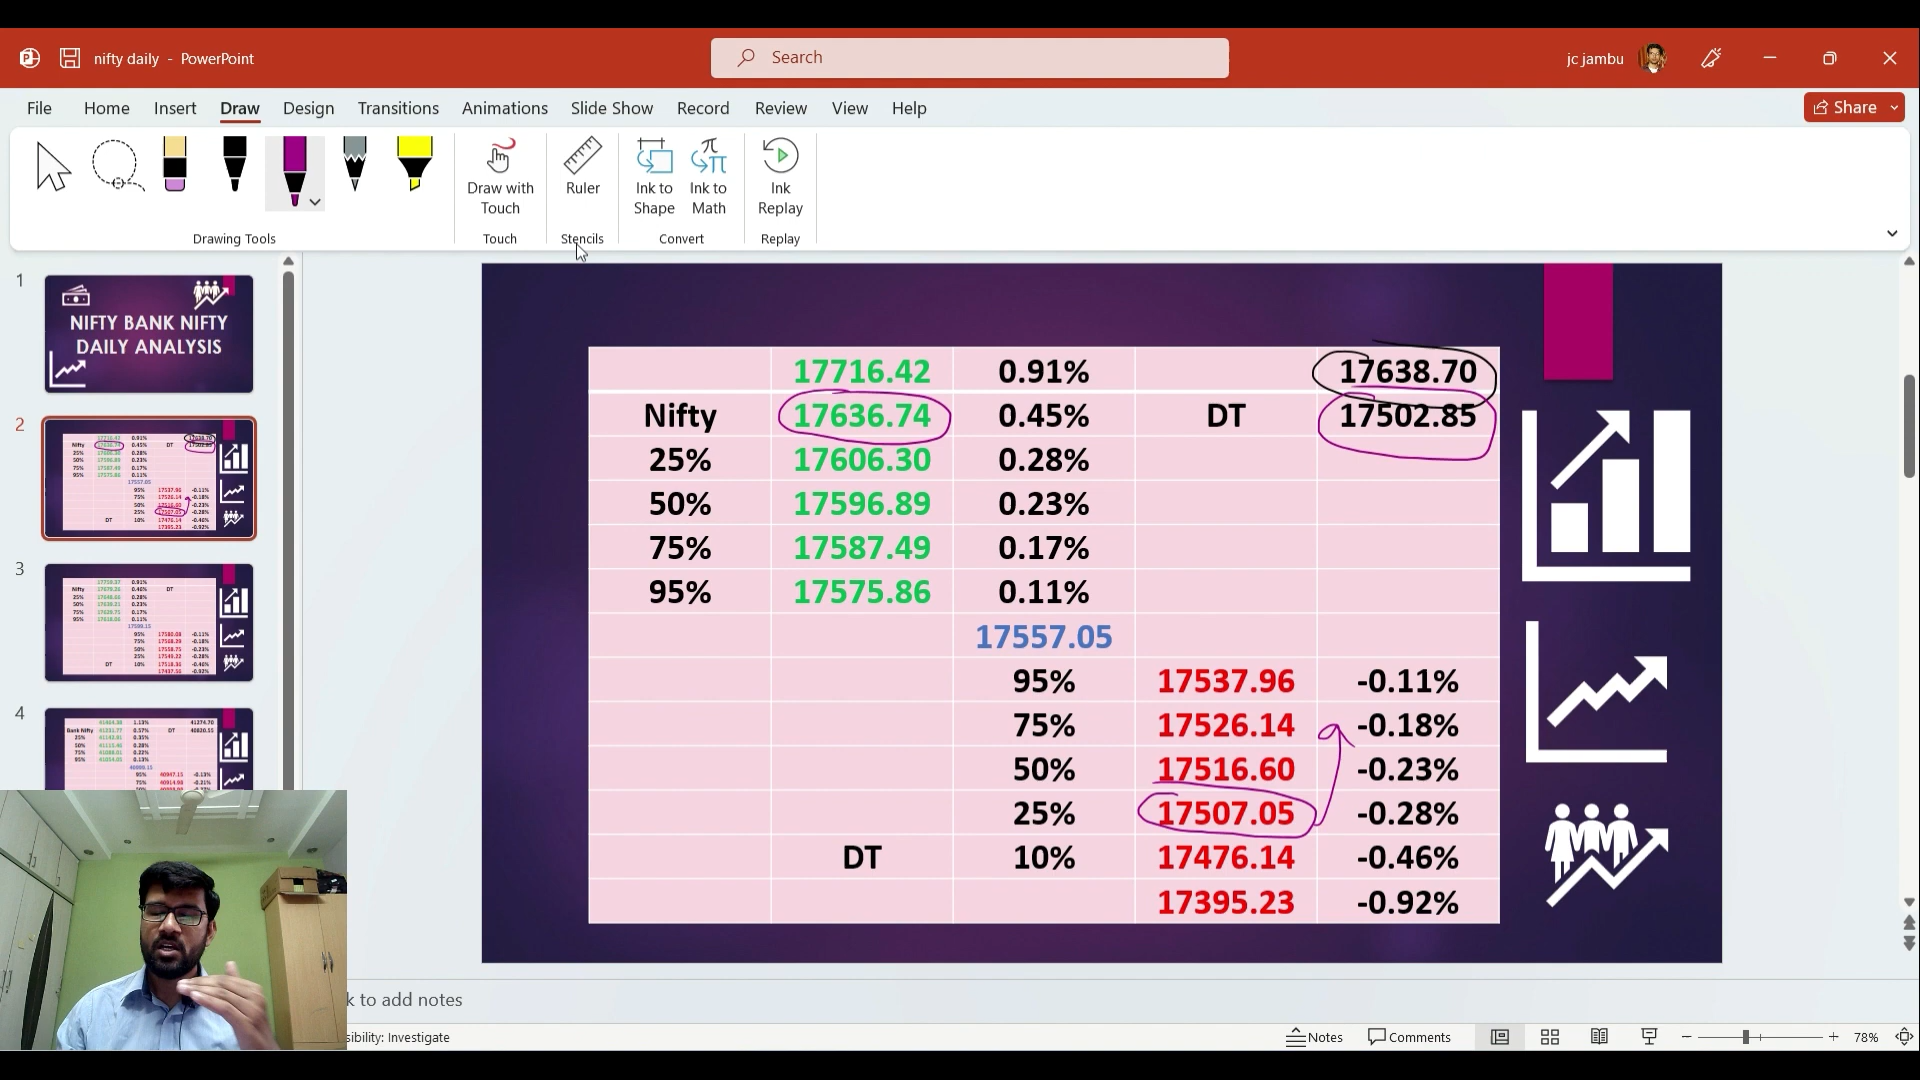 nifty daily - PowerPoint
Search
jc jambu
File Home Insert Draw Design Transitions Animations Slide Show Record Review View Help
Share
Draw with Touch
Ruler
Ink to Shape
Ink to Math
Ink Replay
Drawing Tools
Touch
Stencils
Convert
Replay
1
NIFTY BANK NIFTY
DAILY ANALYSIS
2
3
4
17716.42 0.91% 17638.70
Nifty 17636.74 0.45% DT 17502.85
25% 17606.30 0.28%
50% 17596.89 0.23%
75% 17587.49 0.17%
95% 17575.86 0.11%
17557.05
95% 17537.96 -0.11%
75% 17526.14 -0.18%
50% 17516.60 -0.23%
25% 17507.05 -0.28%
DT 10% 17476.14 -0.46%
17395.23 -0.92%
k to add notes
sibility: Investigate
Notes
Comments
78%